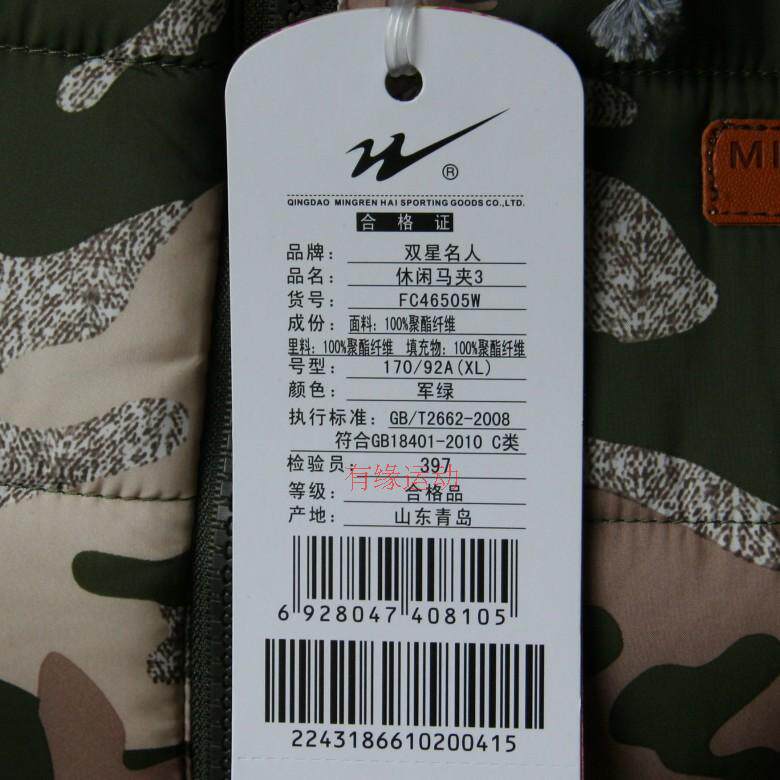 ®
QINGDAO MINGREN HAI SPORTING GOODS CO.,LTD.
合格证
品牌: 双星名人
品名: 休闲马夹3
货号: FC46505W
成份: 面料: 100%聚酯纤维
里料: 100%聚酯纤维 填充物: 100%聚酯纤维
号型: 170/92A(XL)
颜色: 军绿
执行标准: GB/T2662-2008
符合GB18401-2010 C类
检验员: 397
有缘运动
等级: 合格品
产地: 山东青岛
6 928047 408105
2243186610200415
MI